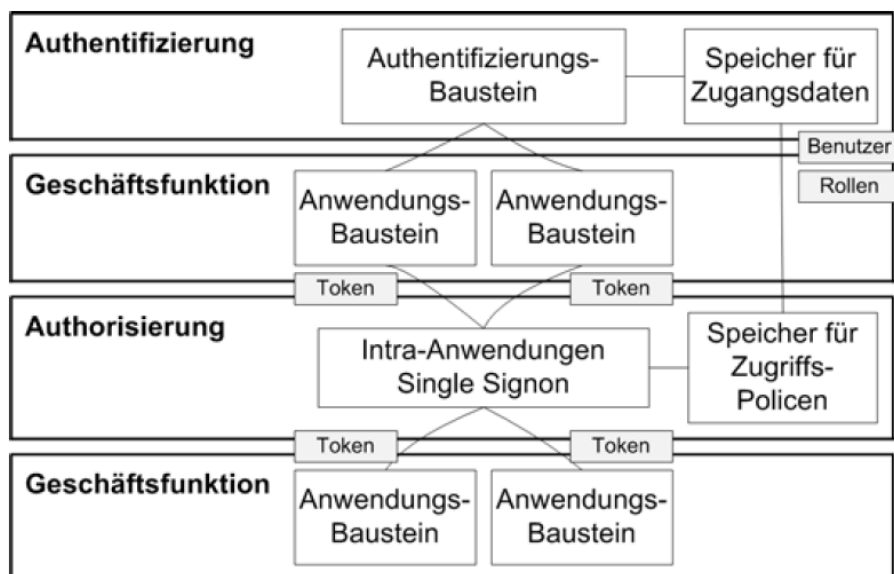 Authentifizierung
Authentifizierungs-
Baustein
Speicher für
Zugangsdaten
Benutzer
Rollen
Geschäftsfunktion
Anwendungs-
Baustein
Anwendungs-
Baustein
Token
Token
Authorisierung
Intra-Anwendungen
Single Signon
Speicher für
Zugriffs-
Policen
Token
Token
Geschäftsfunktion
Anwendungs-
Baustein
Anwendungs-
Baustein